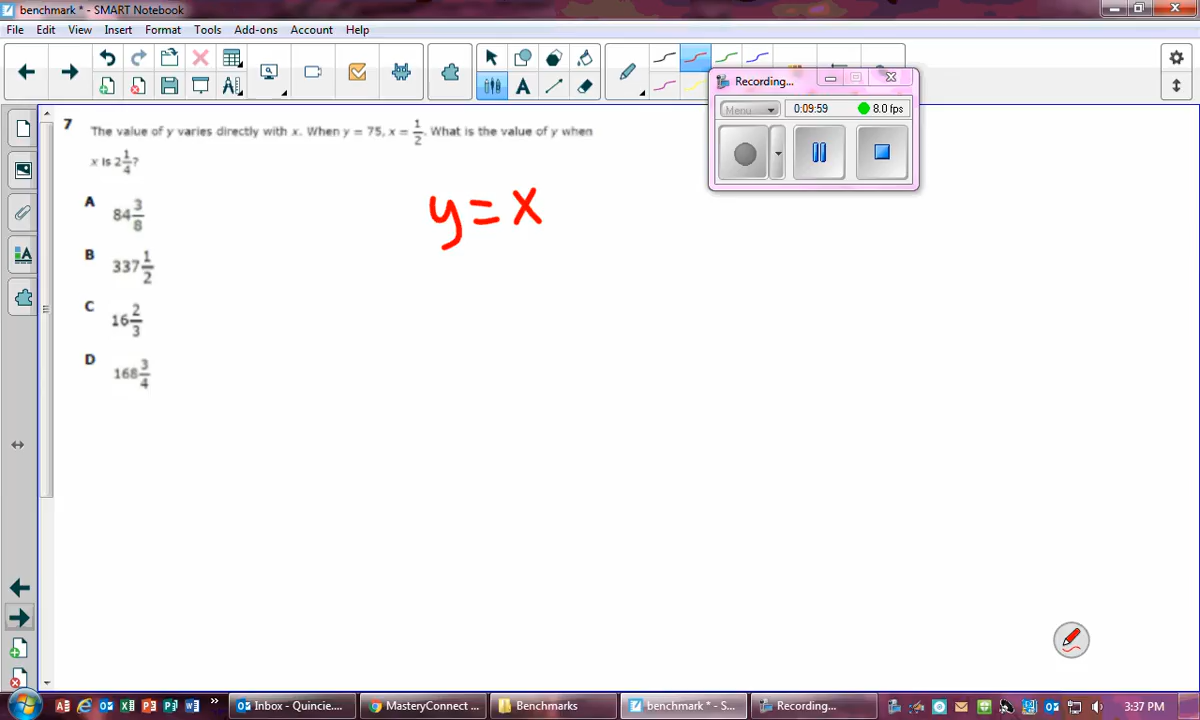 benchmark * - SMART Notebook
File Edit View Insert Format Tools Add-ons Account Help
Recording...
Menu 0:09:59 8.0 fps
7 The value of y varies directly with x. When y = 75, x = 1/2. What is the value of y when
x is 2 1/4?
A 84 3/8
B 337 1/2
C 16 2/3
D 168 3/4
y = x
Inbox - Quincie.... MasteryConnect ... Benchmarks benchmark * - S... Recording... 3:37 PM